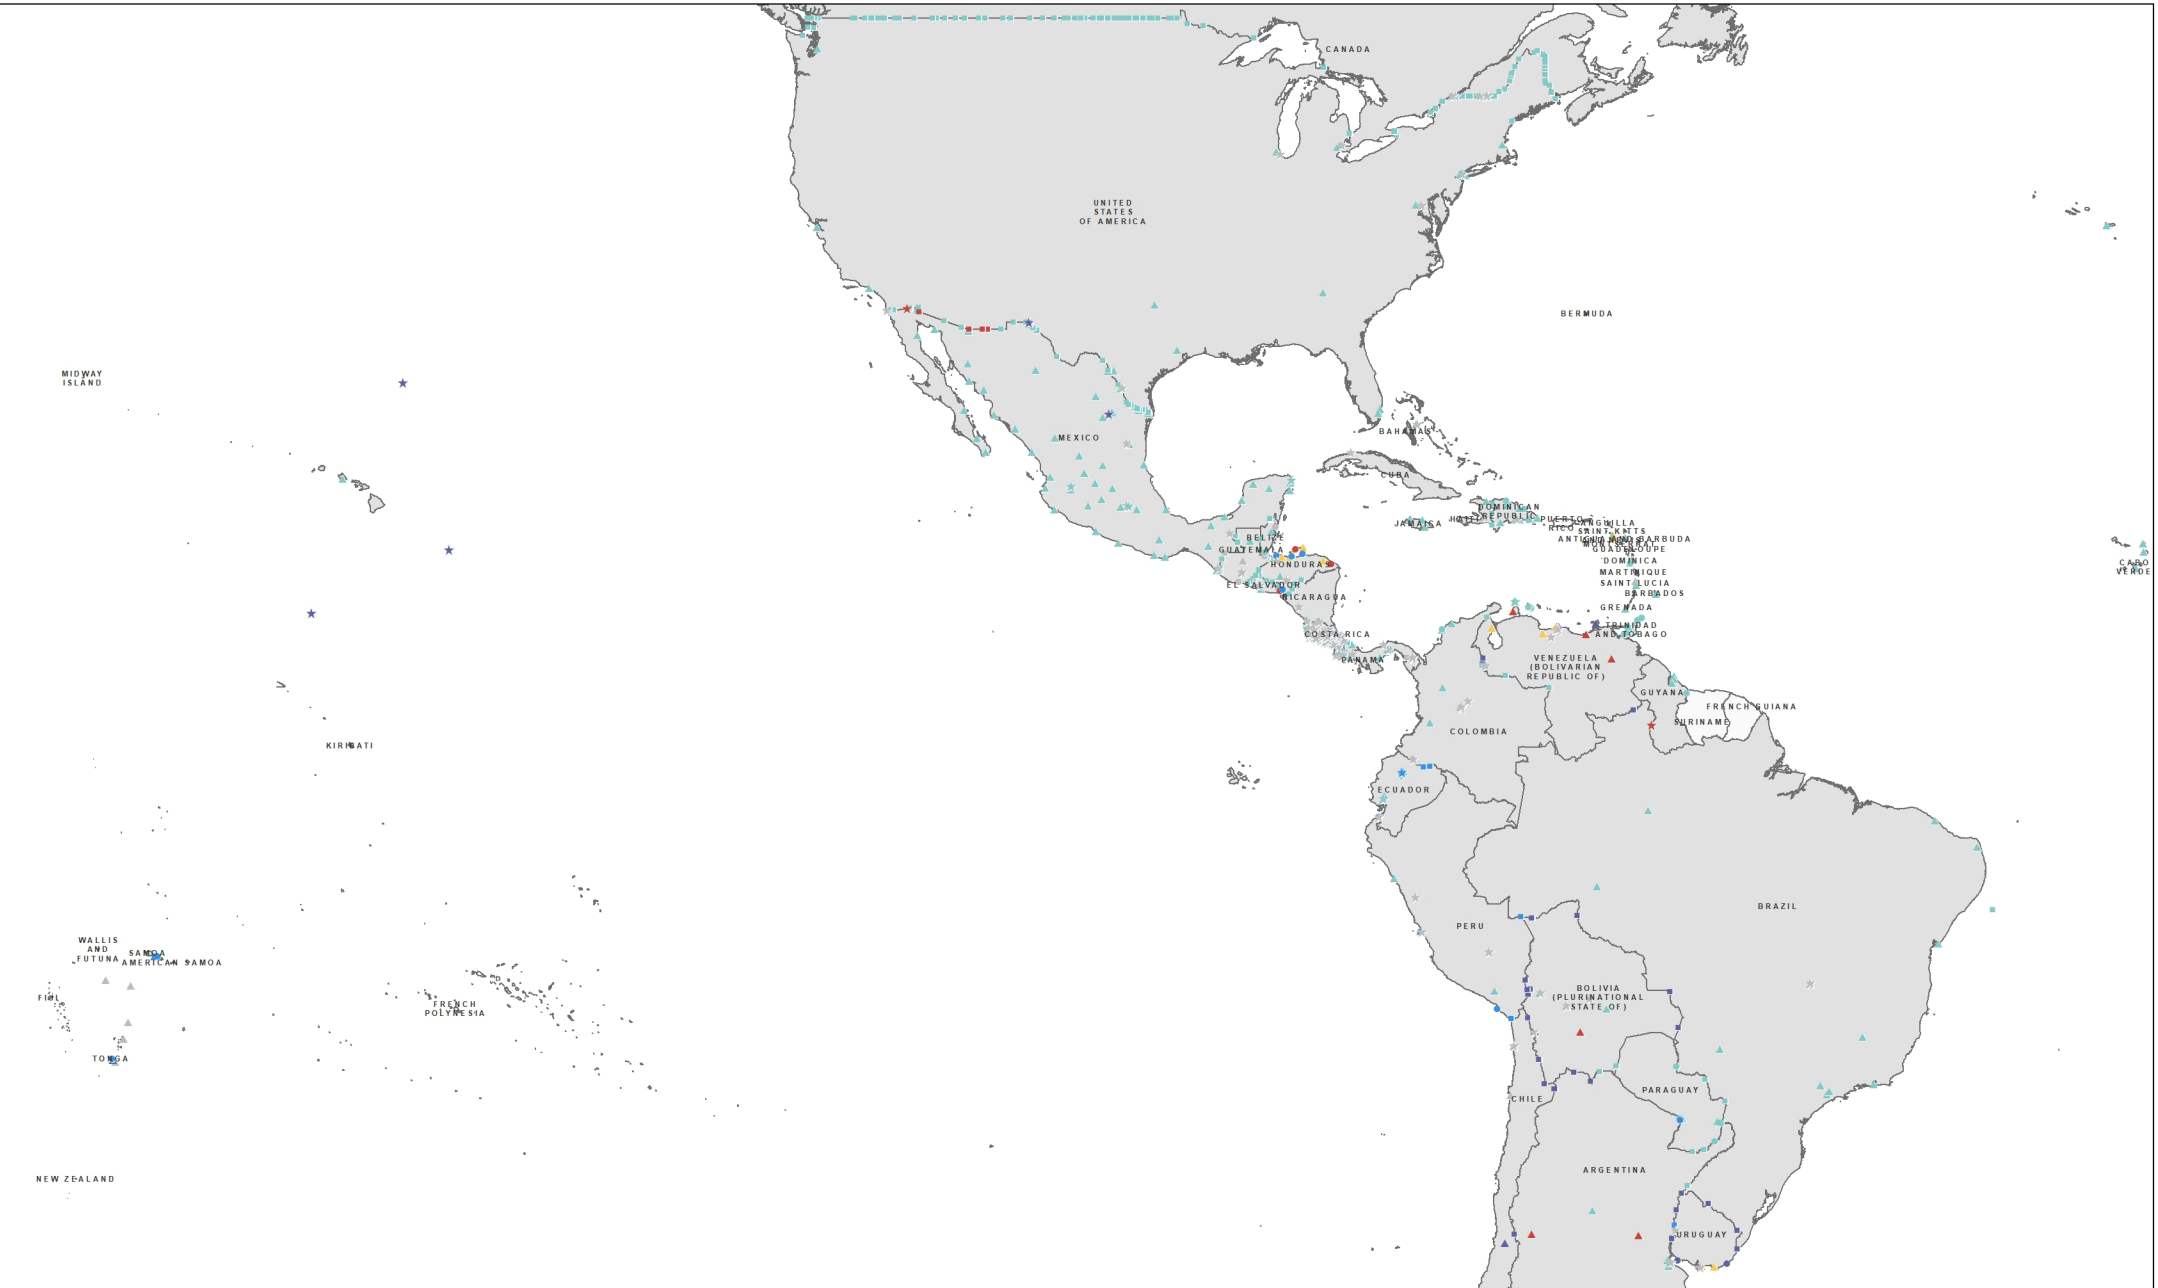 CANADA
UNITED
STATES
OF AMERICA
BERMUDA
MIDWAY
ISLAND
BAHAMAS
MEXICO
CUBA
DOMINICAN
REPUBLIC
HAITI
PUERTO
RICO
JAMAICA
ANGUILLA
SAINT KITTS
ANTIGUA AND BARBUDA
BELIZE
GUADELOUPE
GUATEMALA
DOMINICA
HONDURAS
CABO
VERDE
MARTINIQUE
EL SALVADOR
SAINT LUCIA
BARBADOS
NICARAGUA
GRENADA
TRINIDAD
AND TOBAGO
COSTA RICA
PANAMA
VENEZUELA
(BOLIVARIAN
REPUBLIC OF)
GUYANA
FRENCH GUIANA
SURINAME
COLOMBIA
KIRIBATI
ECUADOR
BRAZIL
PERU
WALLIS
AND
FUTUNA
SAMOA
AMERICAN SAMOA
BOLIVIA
(PLURINATIONAL
STATE OF)
FIJI
FRENCH
POLYNESIA
TONGA
PARAGUAY
CHILE
ARGENTINA
NEW ZEALAND
URUGUAY